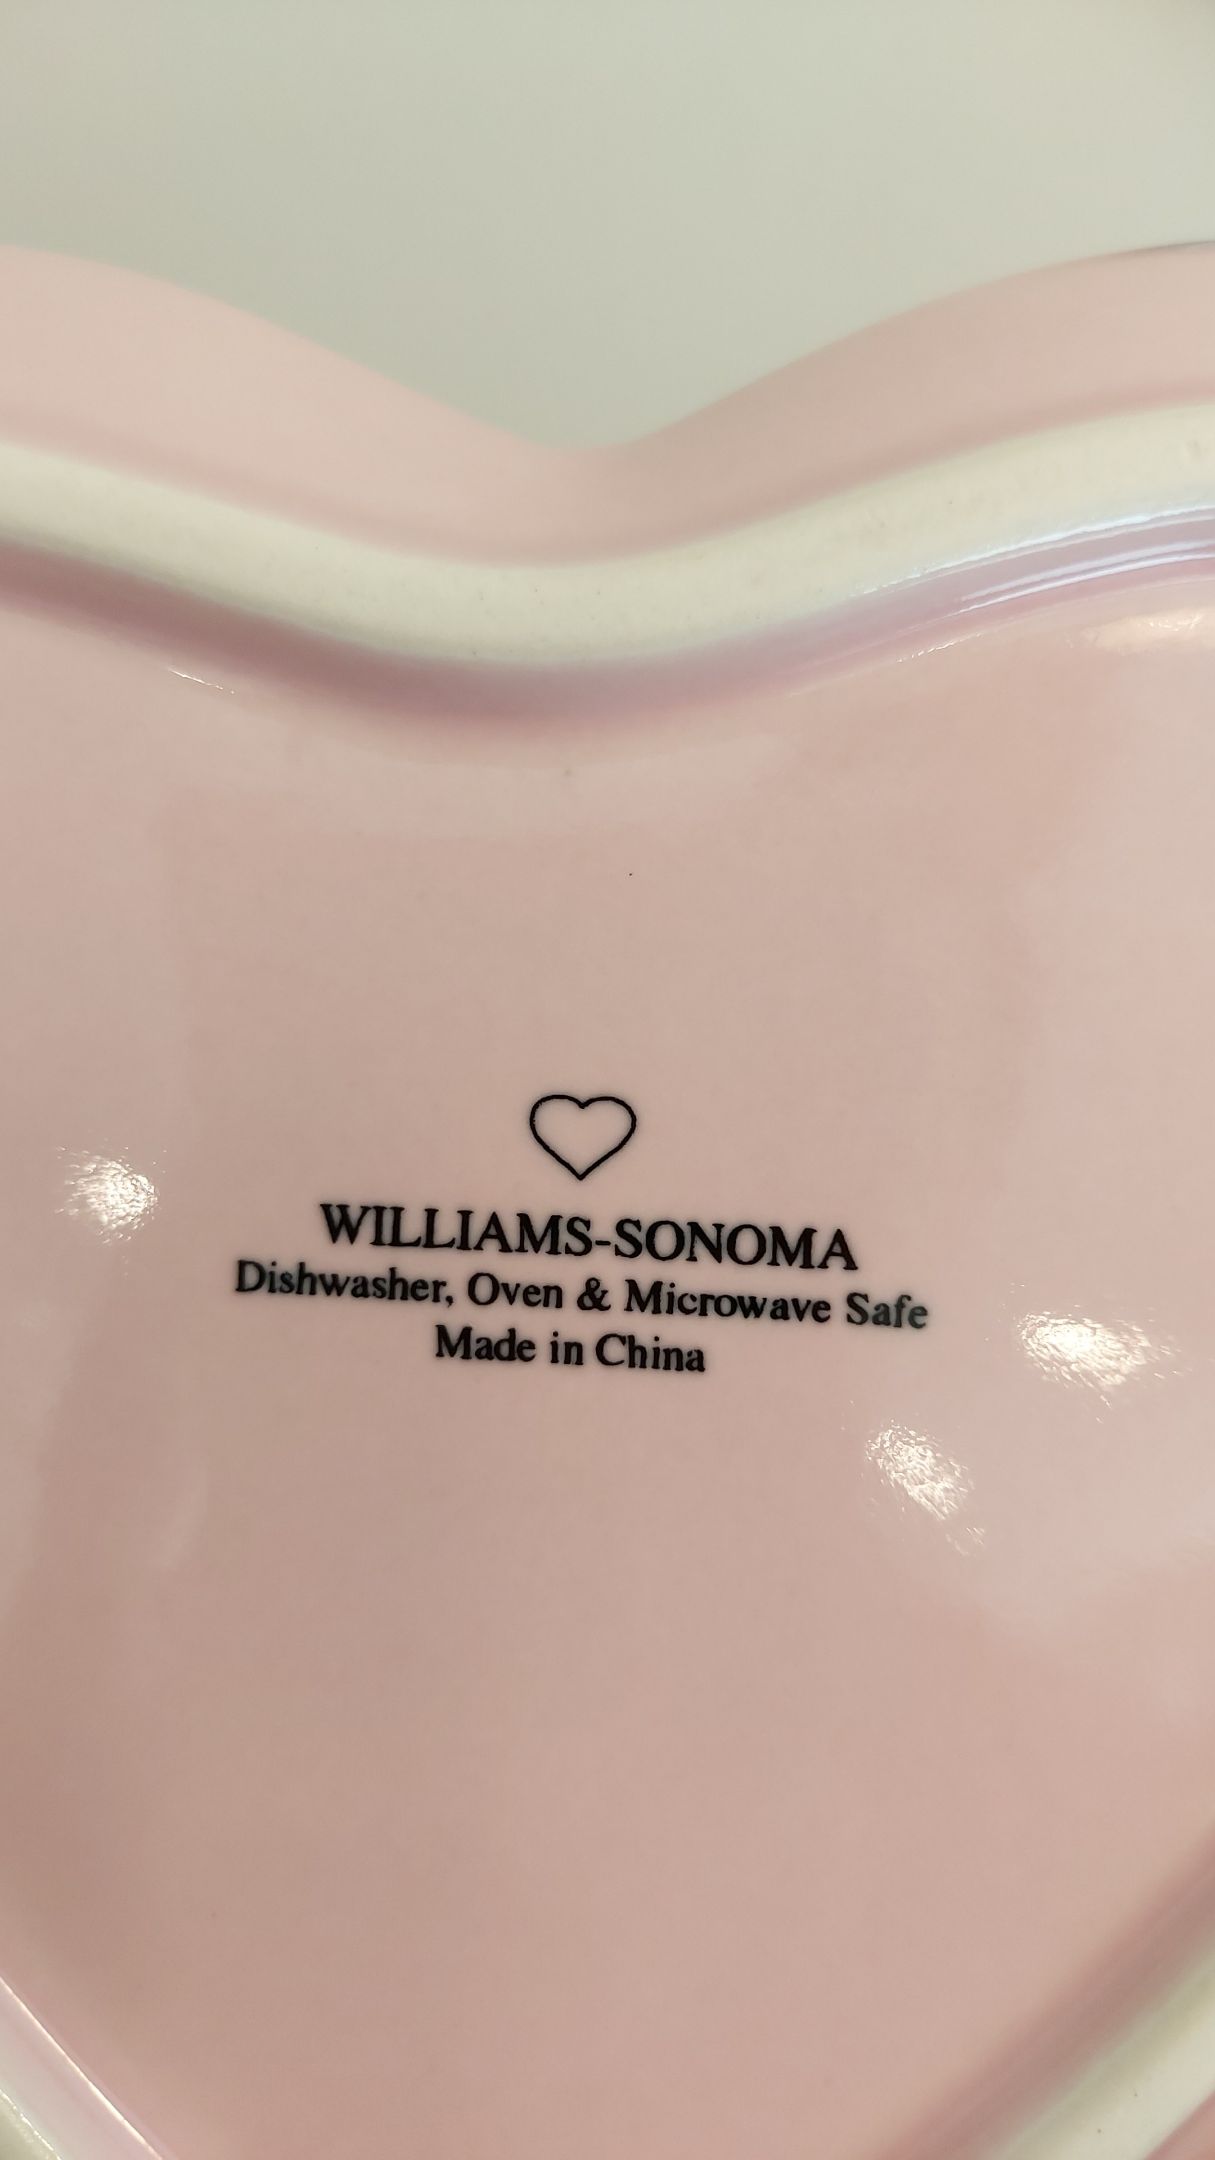 WILLIAMS-SONOMA
Dishwasher, Oven & Microwave Safe
Made in China